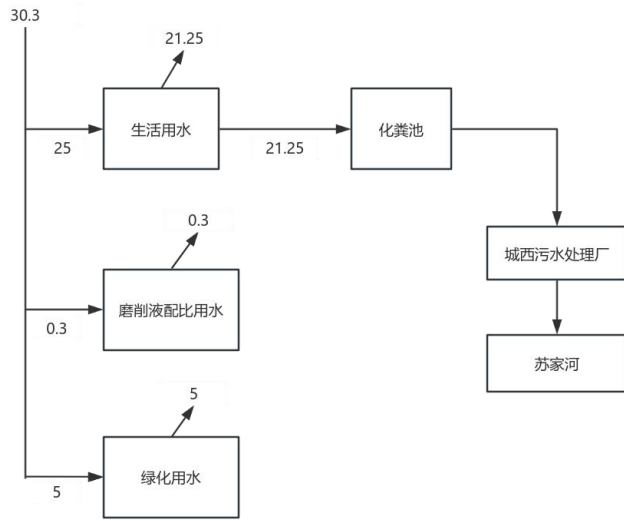 30.3
21.25
生活用水
化粪池
25
21.25
0.3
城西污水处理厂
磨削液配比用水
0.3
苏家河
5
绿化用水
5